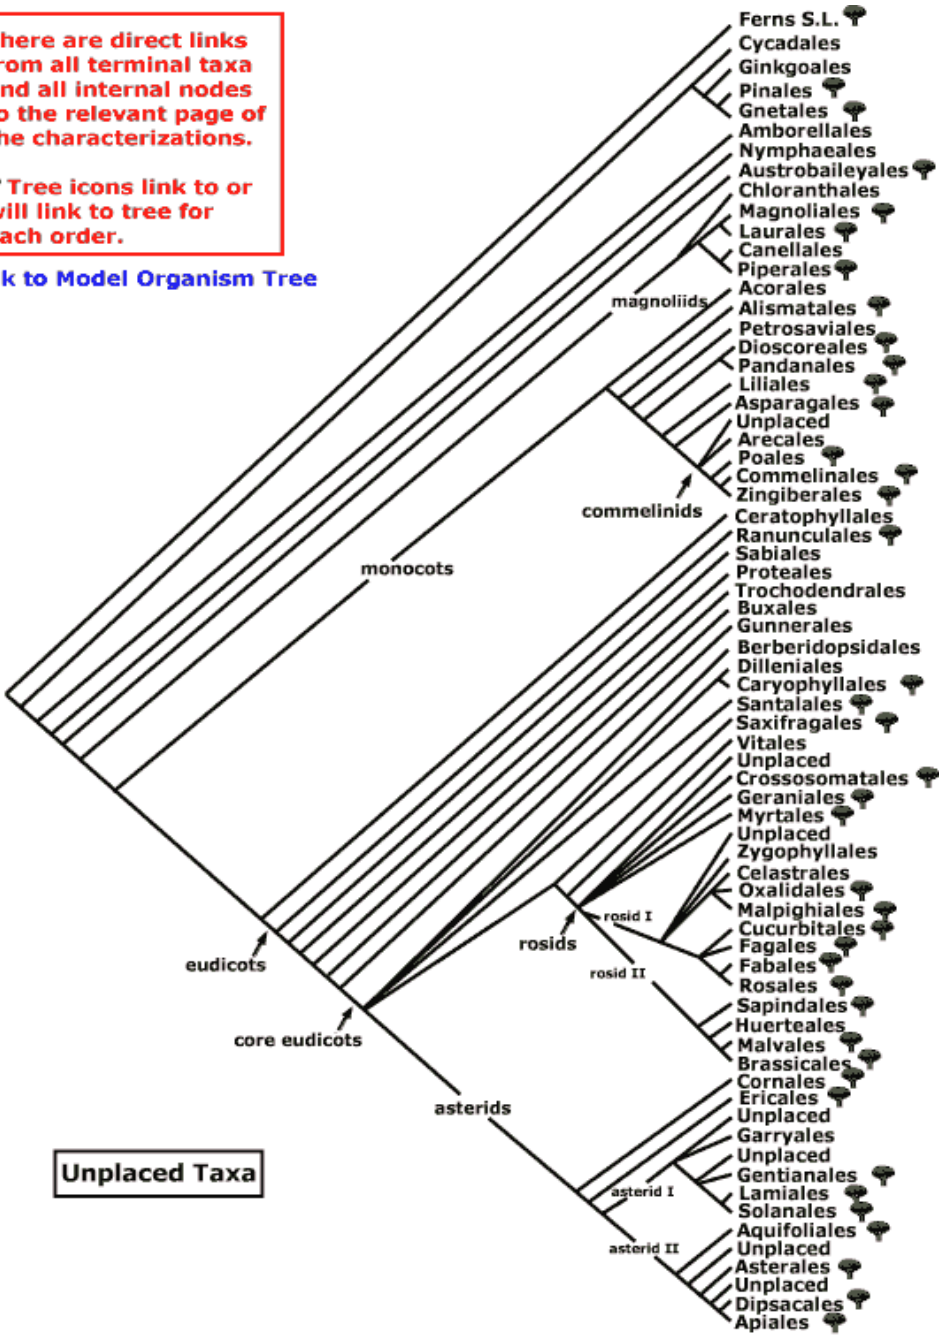 here are direct links
rom all terminal taxa
nd all internal nodes
o the relevant page of
he characterizations.
Tree icons link to or
will link to tree for
ach order.
k to Model Organism Tree
Ferns S.L.
Cycadales
Ginkgoales
Pinales
Gnetales
Amborellales
Nymphaeales
Austrobaileyales
Chloranthales
Magnoliales
Laurales
Canellales
Piperales
magnoliids
Acorales
Alismatales
Petrosaviales
Dioscoreales
Pandanales
Liliales
Asparagales
Unplaced
Arecales
Poales
Commelinales
Zingiberales
commelinids
Ceratophyllales
Ranunculales
Sabiales
monocots
Proteales
Trochodendrales
Buxales
Gunnerales
Berberidopsidales
Dilleniales
Caryophyllales
Santalales
Saxifragales
Vitales
Unplaced
Crossosomatales
Geraniales
Myrtales
Unplaced
Zygophyllales
Celastrales
Oxalidales
Malpighiales
rosid I
Cucurbitales
rosids
Fagales
eudicots
Fabales
rosid II
Rosales
Sapindales
Huerteales
core eudicots
Malvales
Brassicales
Cornales
Ericales
asterids
Unplaced
Garryales
Unplaced
Unplaced Taxa
Gentianales
asterid I
Lamiales
Solanales
Aquifoliales
asterid II
Unplaced
Asterales
Unplaced
Dipsacales
Apiales